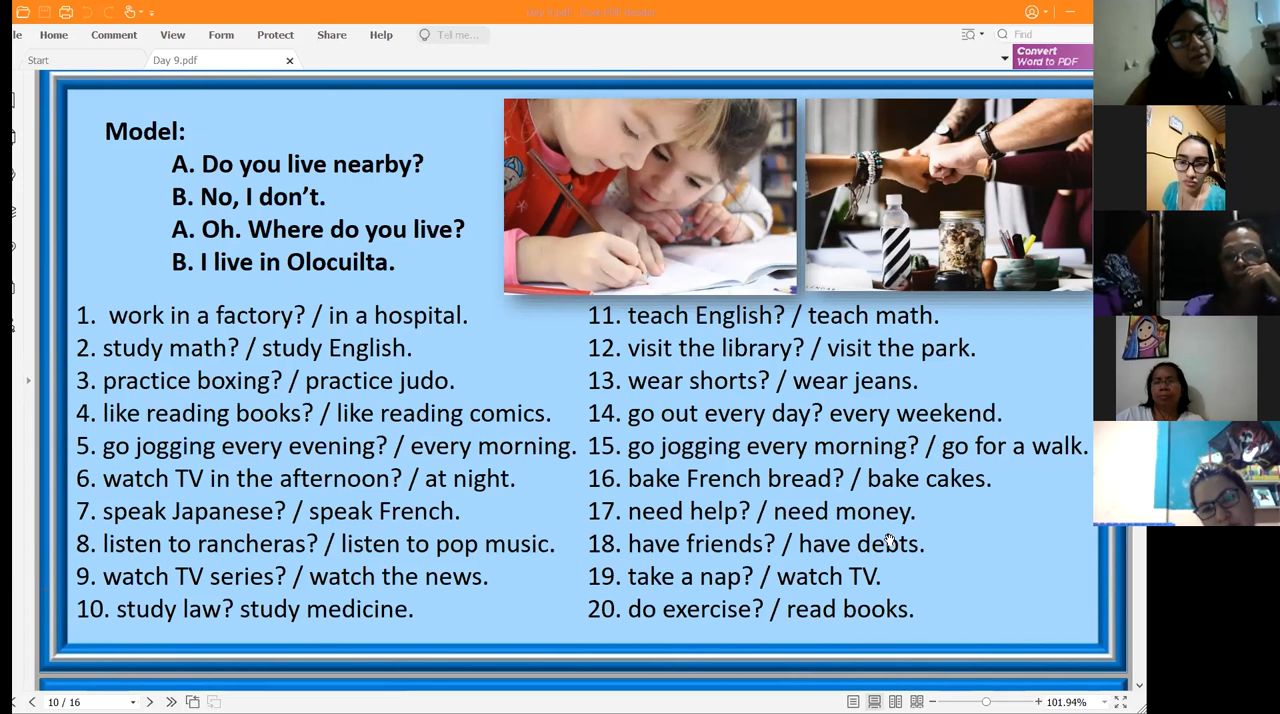 Day 9.pdf - Foxit PDF Reader
le Home Comment View Form Protect Share Help Tell me... Find
Start Day 9.pdf
Convert
Word to PDF
Model:
A. Do you live nearby?
B. No, I don't.
A. Oh. Where do you live?
B. I live in Olocuilta.
1. work in a factory? / in a hospital.
2. study math? / study English.
3. practice boxing? / practice judo.
4. like reading books? / like reading comics.
5. go jogging every evening? / every morning.
6. watch TV in the afternoon? / at night.
7. speak Japanese? / speak French.
8. listen to rancheras? / listen to pop music.
9. watch TV series? / watch the news.
10. study law? study medicine.
11. teach English? / teach math.
12. visit the library? / visit the park.
13. wear shorts? / wear jeans.
14. go out every day? every weekend.
15. go jogging every morning? / go for a walk.
16. bake French bread? / bake cakes.
17. need help? / need money.
18. have friends? / have debts.
19. take a nap? / watch TV.
20. do exercise? / read books.
10 / 16 101.94%